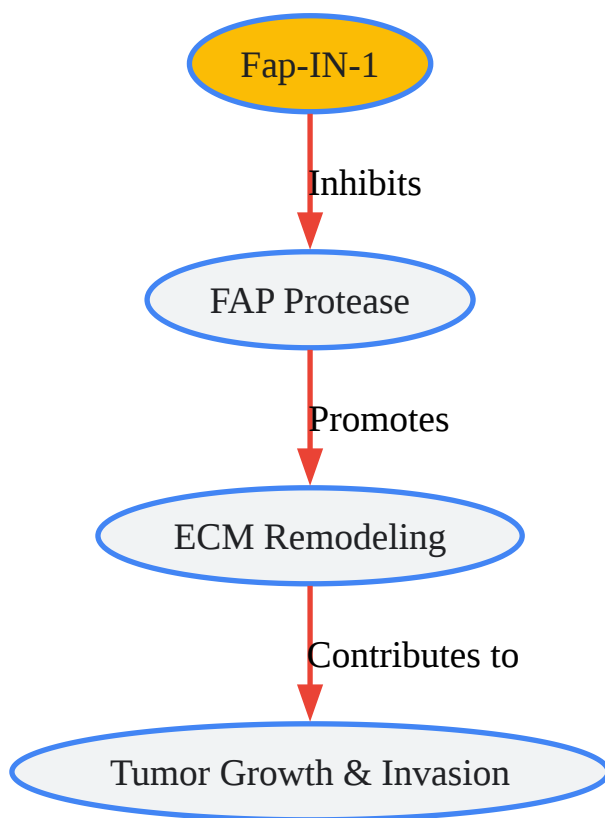 Fap-IN-1
Inhibits
FAP Protease
Promotes
ECM Remodeling
Contributes to
Tumor Growth & Invasion